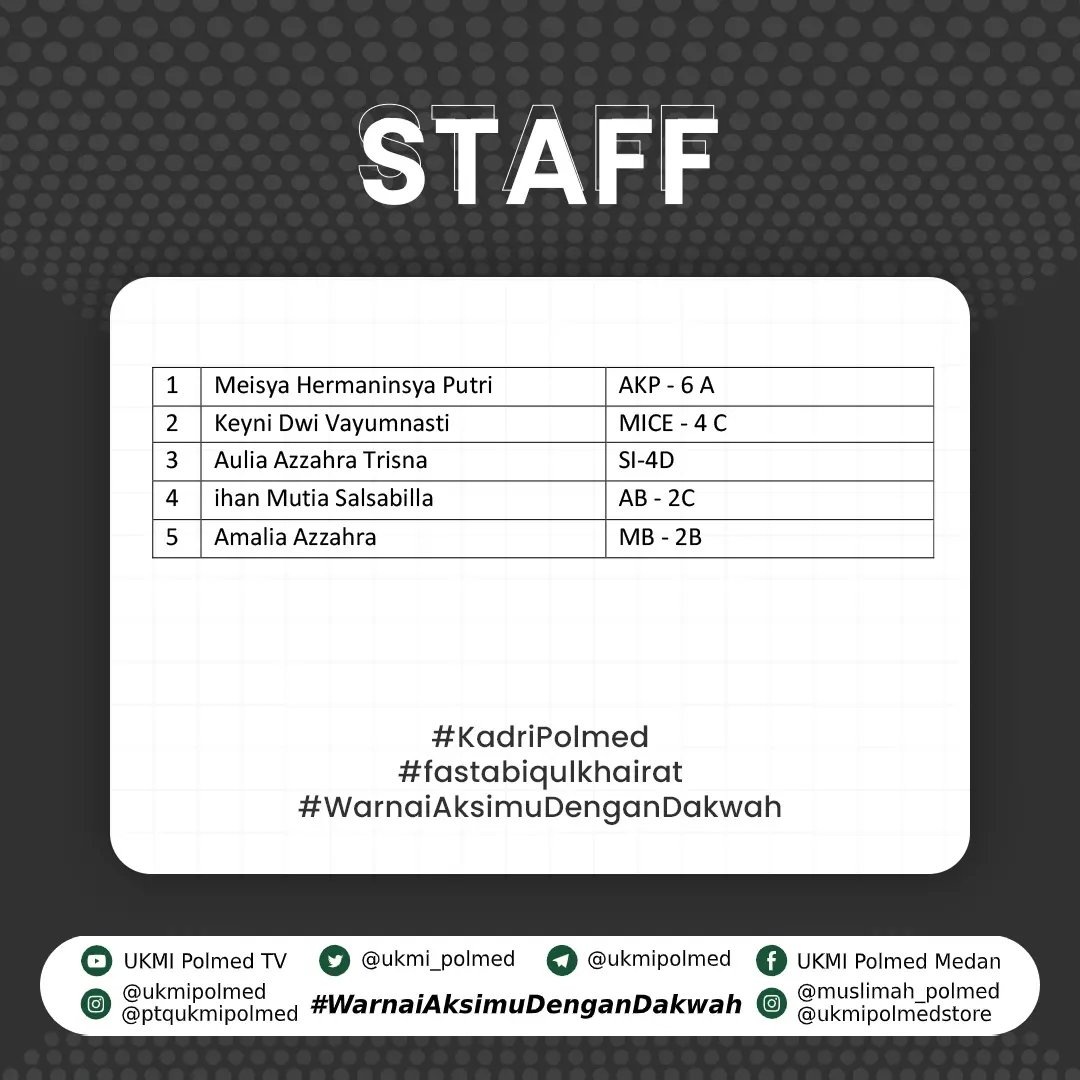 STAFF
1 Meisya Hermaninsya Putri AKP - 6 A
2 Keyni Dwi Vayumnasti MICE - 4 C
3 Aulia Azzahra Trisna SI-4D
4 ihan Mutia Salsabilla AB - 2C
5 Amalia Azzahra MB - 2B
#KadriPolmed
#fastabiqulkhairat
#WarnaiAksimuDenganDakwah
UKMI Polmed TV @ukmi_polmed @ukmipolmed UKMI Polmed Medan
@ukmipolmed
@ptqukmipolmed
#WarnaiAksimuDenganDakwah
@muslimah_polmed
@ukmipolmedstore